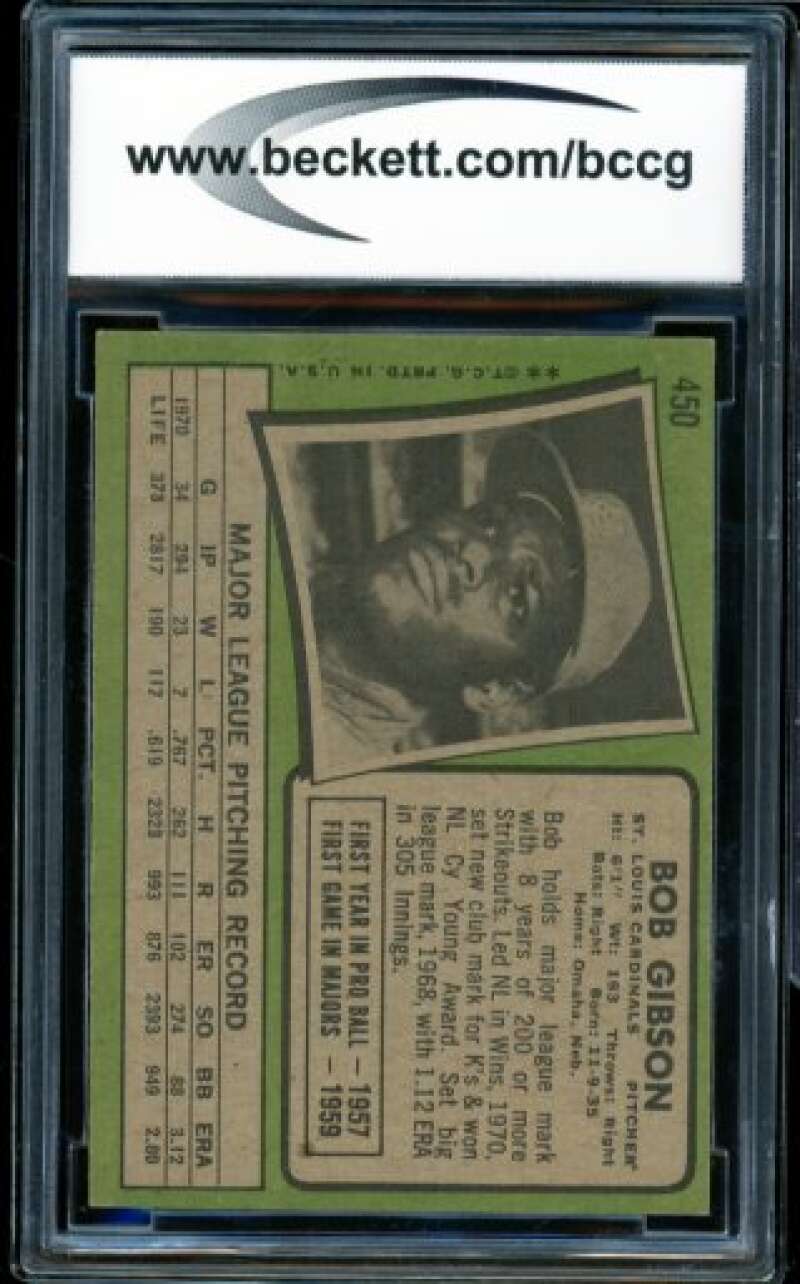 www.beckett.com/bccg
450
★★ ©T.C.G. PRTD. IN U.S.A.
BOB GIBSON
ST. LOUIS CARDINALS PITCHER
Ht: 6'1" Wt: 193 Throws: Right
Bats: Right Born: 11-9-35
Home: Omaha, Neb.
Bob holds major league mark
with 8 years of 200 or more
Strikeouts. Led NL in Wins, 1970,
set new club mark for K's & won
NL Cy Young Award. Set big
league mark, 1968, with 1.12 ERA
in 305 Innings.
FIRST YEAR IN PRO BALL — 1957
FIRST GAME IN MAJORS — 1959
MAJOR LEAGUE PITCHING RECORD
G IP W L PCT. H R ER SO BB ERA
1970 34 294 23 7 .767 262 111 102 274 88 3.12
LIFE 373 2817 190 117 .619 2323 993 876 2393 949 2.80